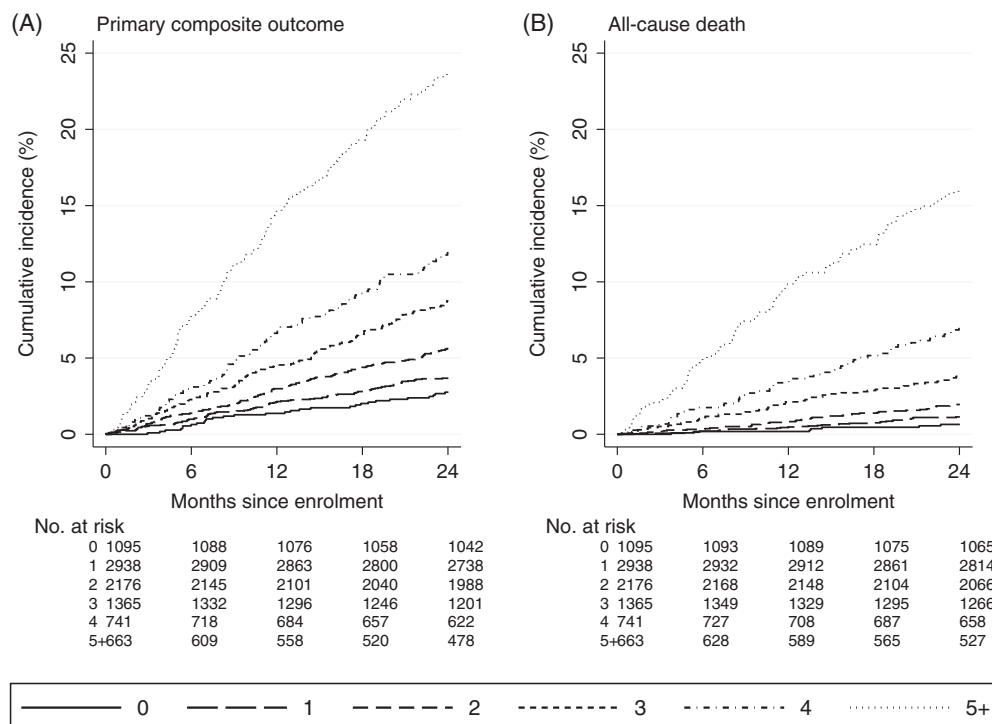 (A) Primary composite outcome
25
20
15
10
5
0
Cumulative incidence (%)
0 6 12 18 24
Months since enrolment
No. at risk
0 1095 1088 1076 1058 1042
1 2938 2909 2863 2800 2738
2 2176 2145 2101 2040 1988
3 1365 1332 1296 1246 1201
4 741 718 684 657 622
5+663 609 558 520 478
(B) All-cause death
25
20
15
10
5
0
Cumulative incidence (%)
0 6 12 18 24
Months since enrolment
No. at risk
0 1095 1093 1089 1075 1065
1 2938 2932 2912 2861 2814
2 2176 2168 2148 2104 2066
3 1365 1349 1329 1295 1266
4 741 727 708 687 658
5+663 628 589 565 527
0 1 2 3 4 5+